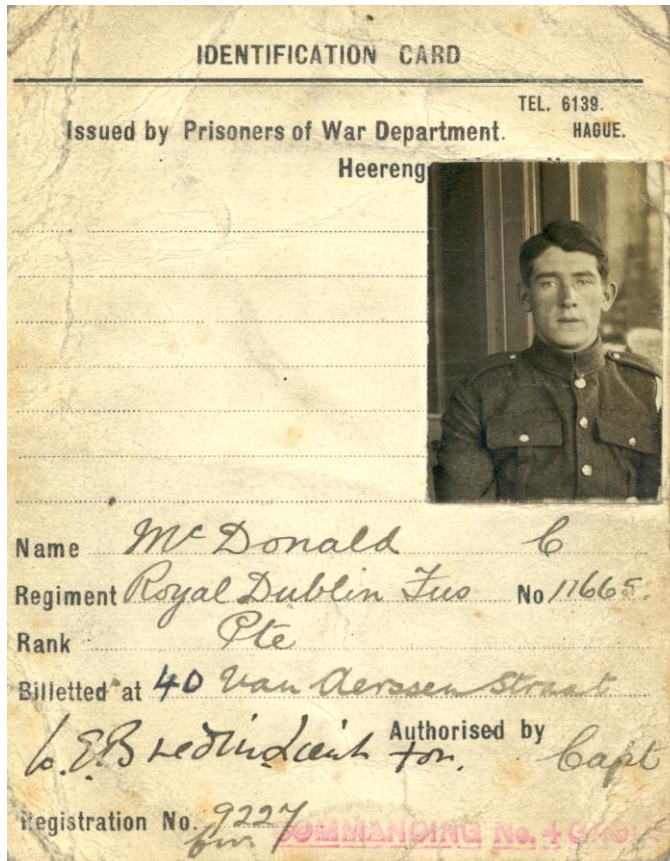 IDENTIFICATION CARD
TEL. 6139.
Issued by Prisoners of War Department. HAGUE.
Heereng
Name McDonald C
Regiment Royal Dublin Fus No 11665.
Rank Pte
Billetted at 40 Van Aerssen Straat
Authorised by
for. Capt
Registration No. 9227
COMMANDING No. 4